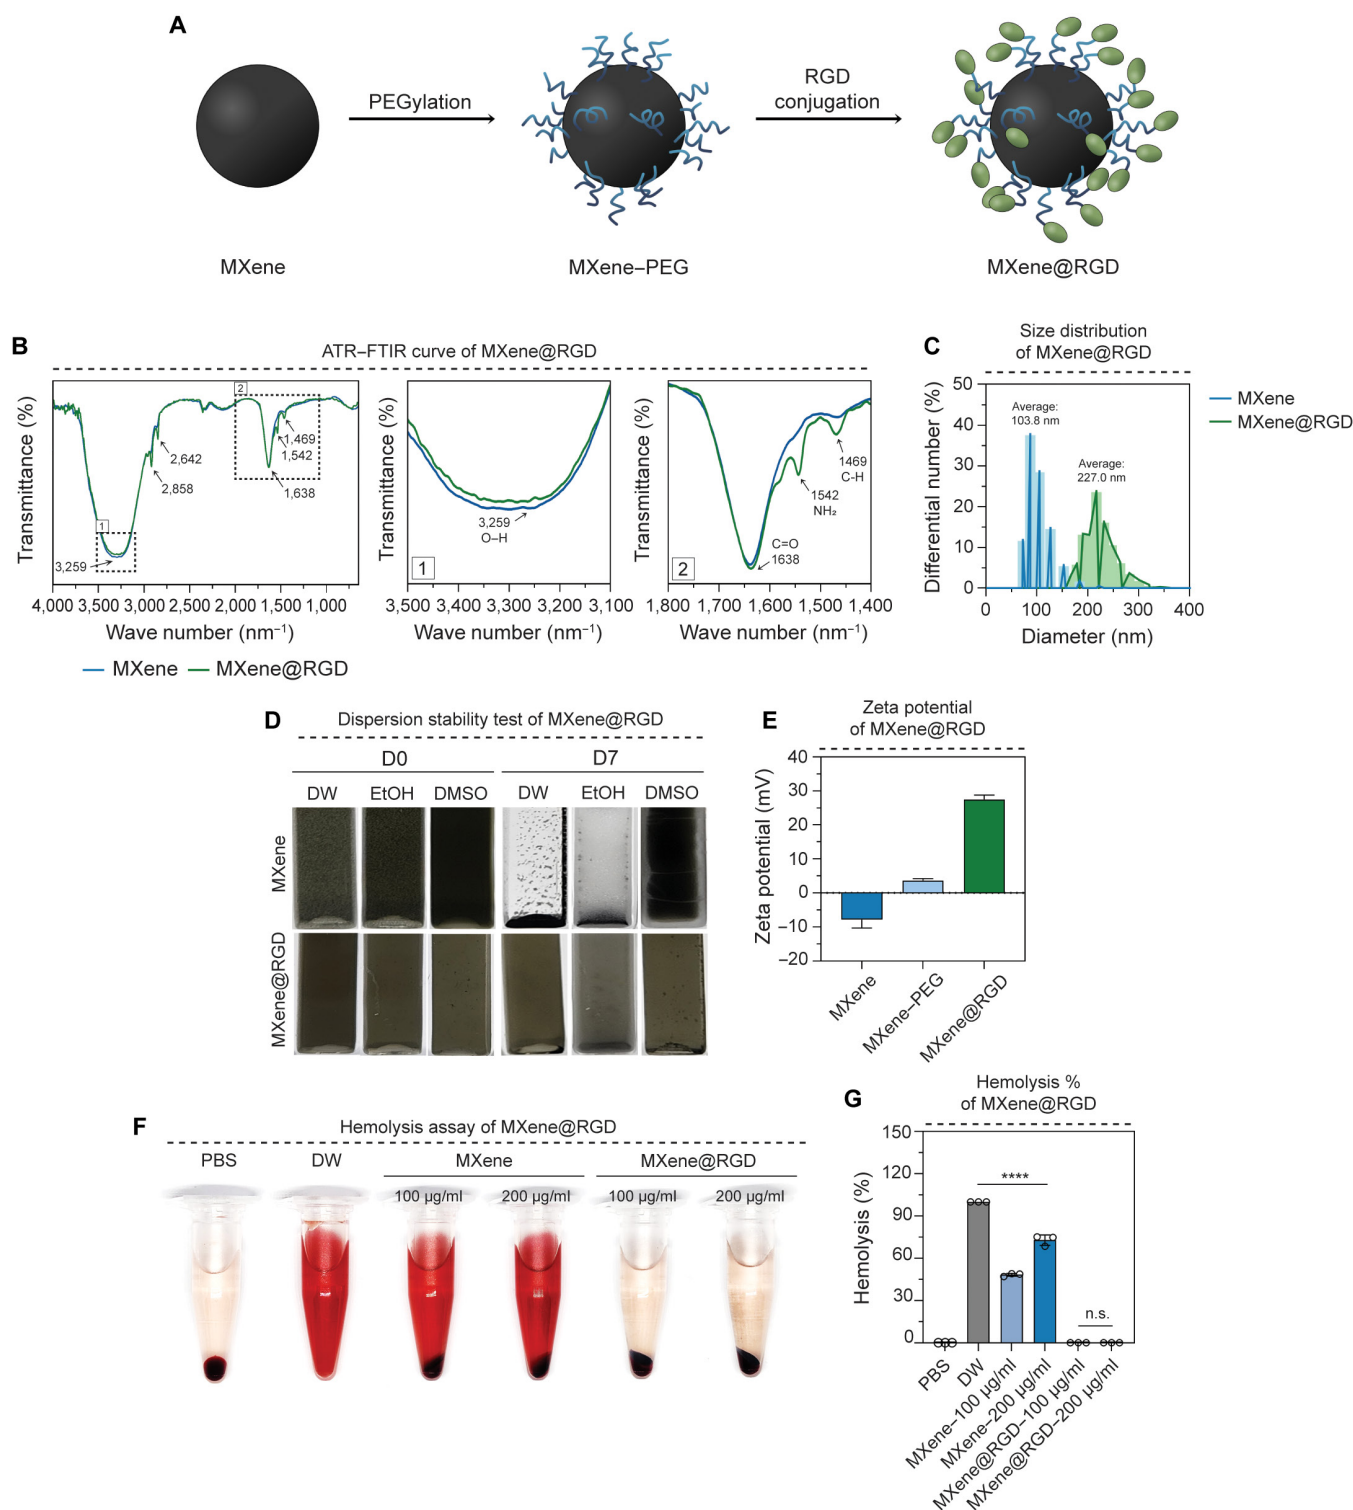 A
PEGylation
RGD
conjugation
MXene
MXene–PEG
MXene@RGD
B
ATR–FTIR curve of MXene@RGD
Transmittance (%)
2
1
2,642
2,858
1,469
1,542
1,638
3,259
4,000 3,500 3,000 2,500 2,000 1,500 1,000
Wave number (nm⁻¹)
Transmittance (%)
3,259
O–H
1
3,500 3,400 3,300 3,200 3,100
Wave number (nm⁻¹)
Transmittance (%)
1469
C-H
1542
NH₂
C=O
1638
2
1,800 1,700 1,600 1,500 1,400
Wave number (nm⁻¹)
MXene MXene@RGD
C
Size distribution
of MXene@RGD
Differential number (%)
50
40
30
20
10
0
Average:
103.8 nm
Average:
227.0 nm
0 100 200 300 400
Diameter (nm)
MXene
MXene@RGD
D
Dispersion stability test of MXene@RGD
D0 D7
DW EtOH DMSO DW EtOH DMSO
MXene
MXene@RGD
E
Zeta potential
of MXene@RGD
Zeta potential (mV)
40
30
20
10
0
–10
–20
MXene
MXene–PEG
MXene@RGD
F
Hemolysis assay of MXene@RGD
PBS DW MXene MXene@RGD
100 µg/ml 200 µg/ml 100 µg/ml 200 µg/ml
G
Hemolysis %
of MXene@RGD
Hemolysis (%)
150
120
90
60
30
0
****
n.s.
PBS
DW
MXene–100 µg/ml
MXene–200 µg/ml
MXene@RGD–100 µg/ml
MXene@RGD–200 µg/ml